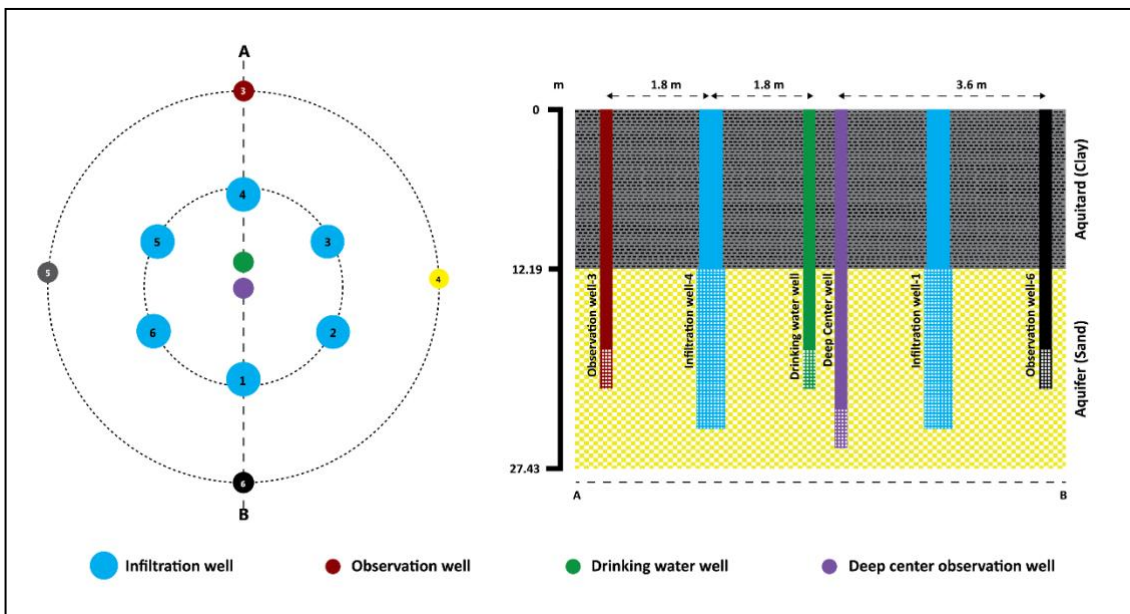 A
3
4
5
3
5
4
6
2
1
6
B
m
1.8 m
1.8 m
3.6 m
0
12.19
27.43
Observation well-3
Infiltration well-4
Drinking water well
Deep Center well
Infiltration well-1
Observation well-6
Aquitard (Clay)
Aquifer (Sand)
A
B
Infiltration well
Observation well
Drinking water well
Deep center observation well